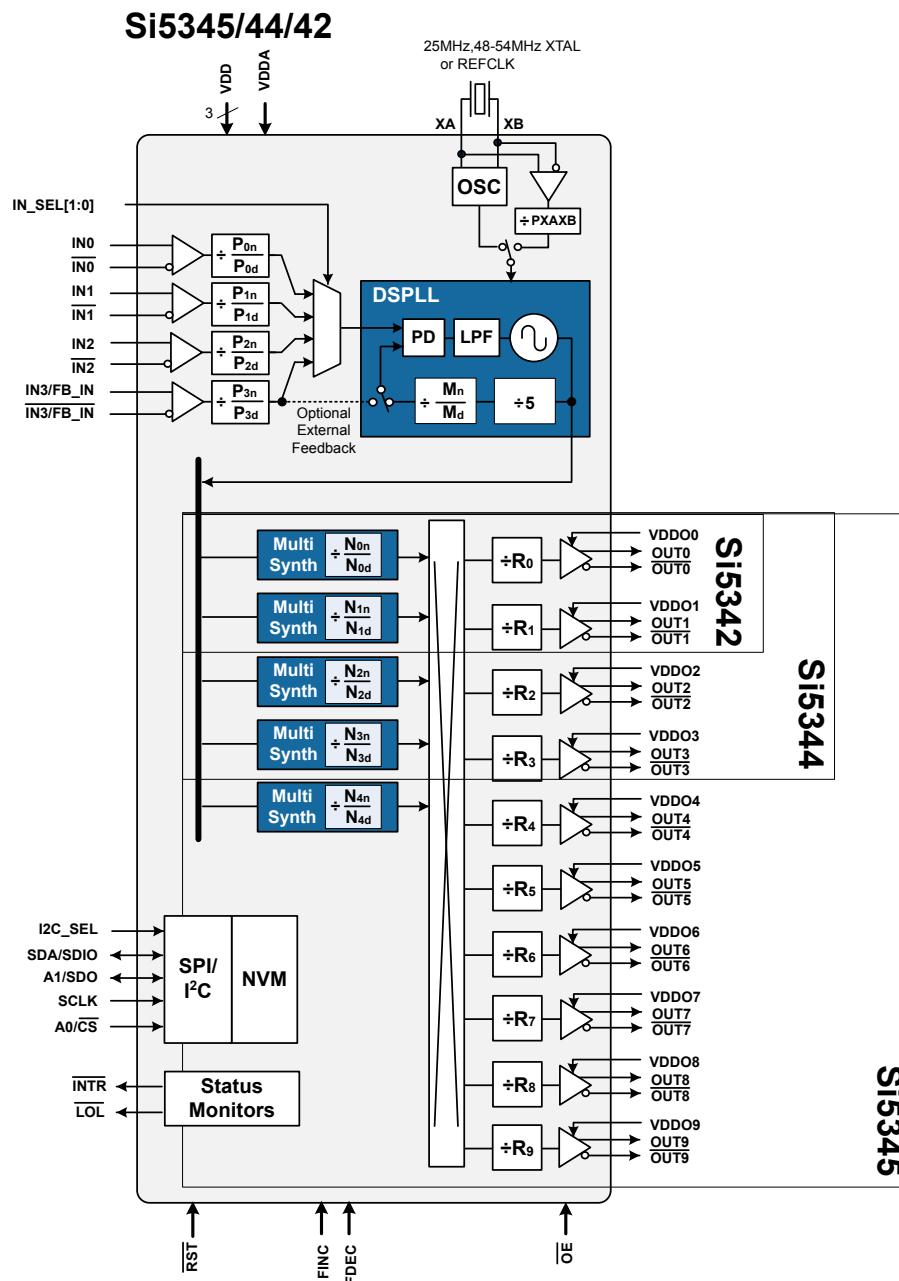 Si5345/44/42
25MHz,48-54MHz XTAL
or REFCLK
VDD
VDDA
3
XA
XB
OSC
÷PXAXB
IN_SEL[1:0]
IN0
IN0
÷ P0n
P0d
IN1
IN1
÷ P1n
P1d
IN2
IN2
÷ P2n
P2d
IN3/FB_IN
IN3/FB_IN
÷ P3n
P3d
Optional
External
Feedback
DSPLL
PD
LPF
÷ Mn
Md
÷5
Multi
Synth
÷ N0n
N0d
Multi
Synth
÷ N1n
N1d
Multi
Synth
÷ N2n
N2d
Multi
Synth
÷ N3n
N3d
Multi
Synth
÷ N4n
N4d
÷R0
VDDO0
OUT0
OUT0
÷R1
VDDO1
OUT1
OUT1
Si5342
÷R2
VDDO2
OUT2
OUT2
÷R3
VDDO3
OUT3
OUT3
Si5344
÷R4
VDDO4
OUT4
OUT4
÷R5
VDDO5
OUT5
OUT5
÷R6
VDDO6
OUT6
OUT6
÷R7
VDDO7
OUT7
OUT7
÷R8
VDDO8
OUT8
OUT8
÷R9
VDDO9
OUT9
OUT9
Si5345
I2C_SEL
SDA/SDIO
A1/SDO
SCLK
A0/CS
SPI/
I²C
NVM
INTR
LOL
Status
Monitors
RST
FINC
FDEC
OE